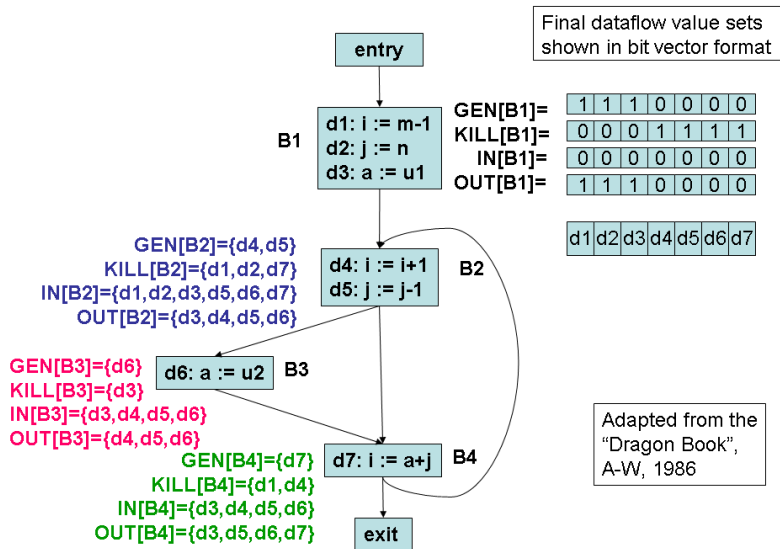 Final dataflow value sets
shown in bit vector format
entry
B1
d1: i := m-1
d2: j := n
d3: a := u1
GEN[B1]= 1 1 1 0 0 0 0
KILL[B1]= 0 0 0 1 1 1 1
IN[B1]= 0 0 0 0 0 0 0
OUT[B1]= 1 1 1 0 0 0 0
d1 d2 d3 d4 d5 d6 d7
GEN[B2]={d4,d5}
KILL[B2]={d1,d2,d7}
IN[B2]={d1,d2,d3,d5,d6,d7}
OUT[B2]={d3,d4,d5,d6}
d4: i := i+1
d5: j := j-1
B2
GEN[B3]={d6}
KILL[B3]={d3}
IN[B3]={d3,d4,d5,d6}
OUT[B3]={d4,d5,d6}
d6: a := u2
B3
GEN[B4]={d7}
KILL[B4]={d1,d4}
IN[B4]={d3,d4,d5,d6}
OUT[B4]={d3,d5,d6,d7}
d7: i := a+j
B4
exit
Adapted from the
“Dragon Book”,
A-W, 1986